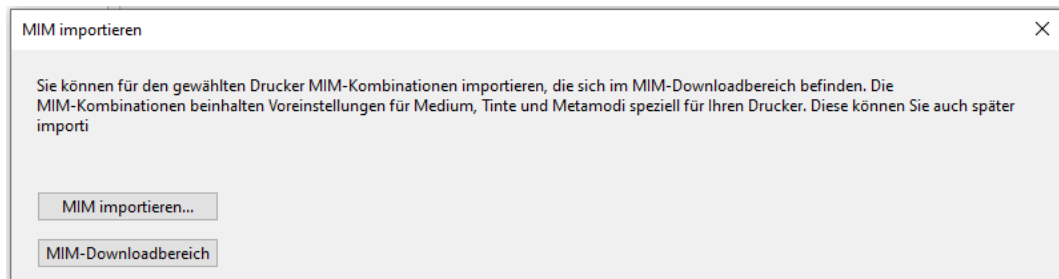 MIM importieren
Sie können für den gewählten Drucker MIM-Kombinationen importieren, die sich im MIM-Downloadbereich befinden. Die
MIM-Kombinationen beinhalten Voreinstellungen für Medium, Tinte und Metamodi speziell für Ihren Drucker. Diese können Sie auch später
importi
MIM importieren...
MIM-Downloadbereich